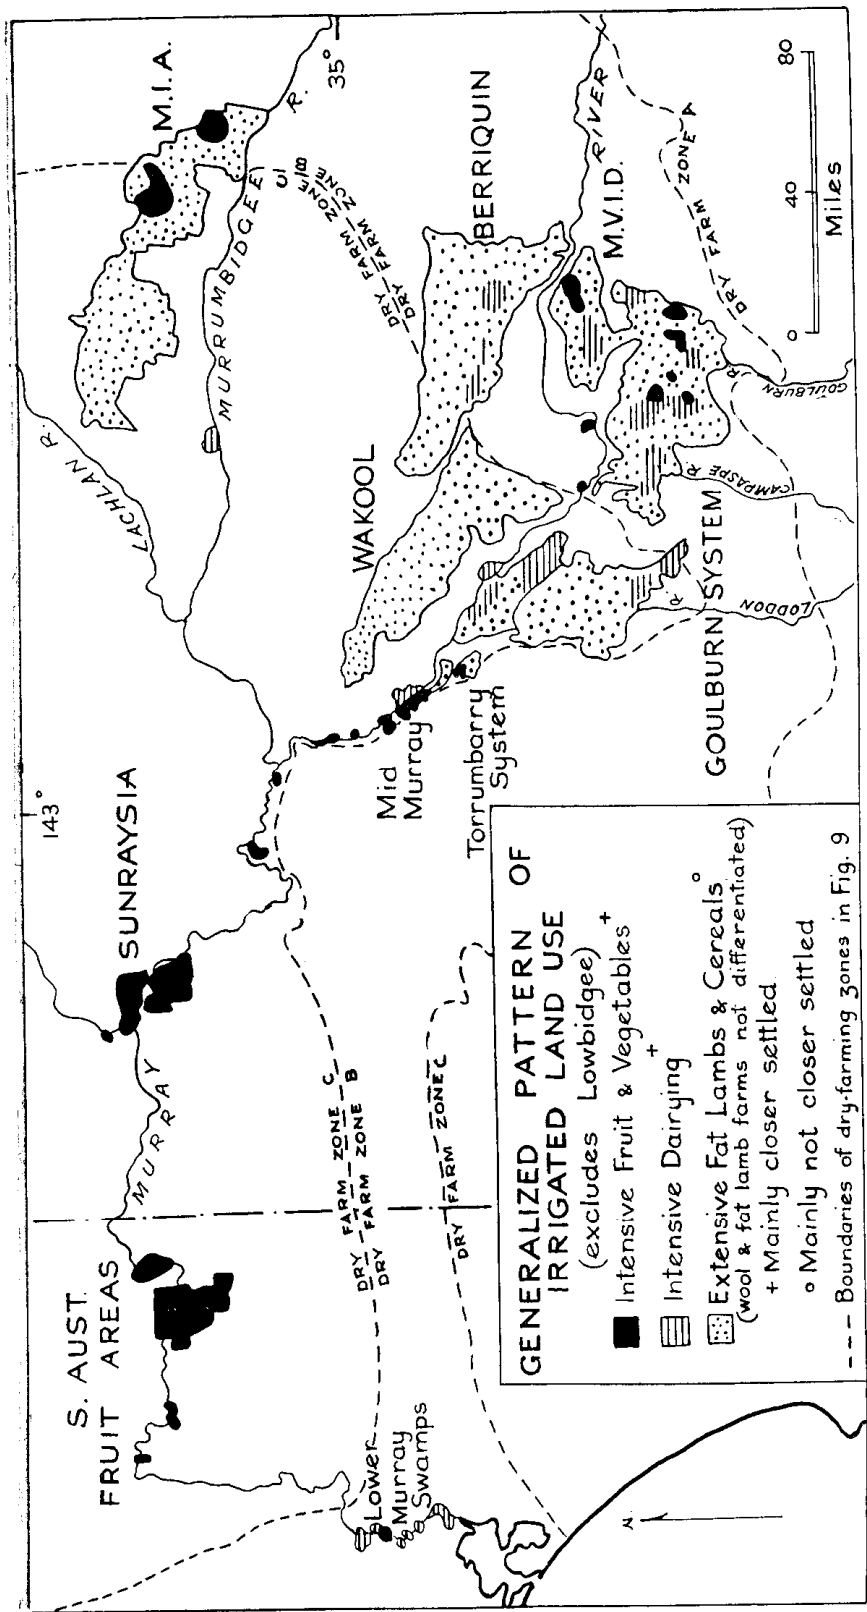 S. AUST.
FRUIT AREAS
MURRAY
SUNRAYSIA
143°
LACHLAN R.
MURRUMBIDGEE R.
M.I.A.
35°
DRY FARM ZONE C
DRY FARM ZONE B
WAKOOL
BERRIQUIN
RIVER
M.V.I.D.
Mid
Murray
Torrumbarry
System
GOULBURN SYSTEM
LODDON R.
CAMPASPE R.
GOULBURN R.
DRY FARM ZONE A
DRY FARM ZONE C
DRY FARM ZONE B
DRY FARM ZONE C
Lower
Murray
Swamps
N
0 40 80
Miles
GENERALIZED PATTERN OF
IRRIGATED LAND USE
(excludes Lowbidgee)
Intensive Fruit & Vegetables+
Intensive Dairying+
Extensive Fat Lambs & Cereals°
(wool & fat lamb farms not differentiated)
+ Mainly closer settled
o Mainly not closer settled
--- Boundaries of dry-farming zones in Fig. 9